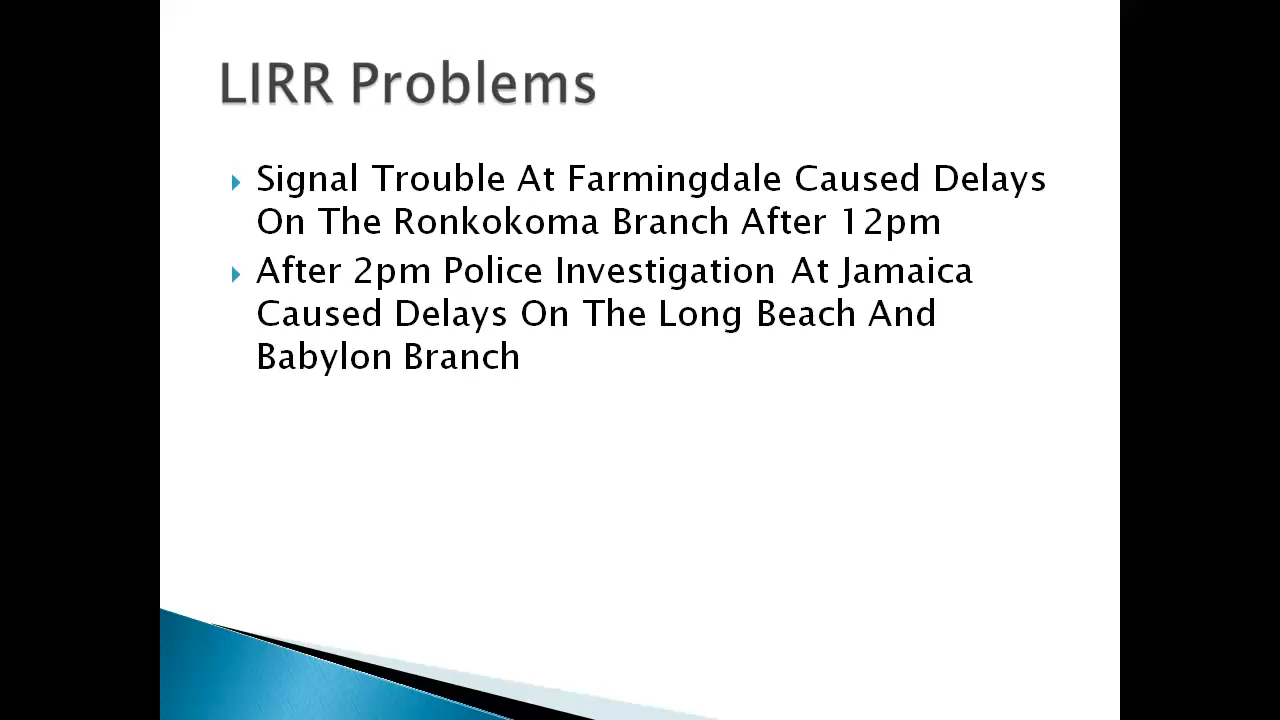 LIRR Problems
Signal Trouble At Farmingdale Caused Delays
On The Ronkokoma Branch After 12pm
After 2pm Police Investigation At Jamaica
Caused Delays On The Long Beach And
Babylon Branch